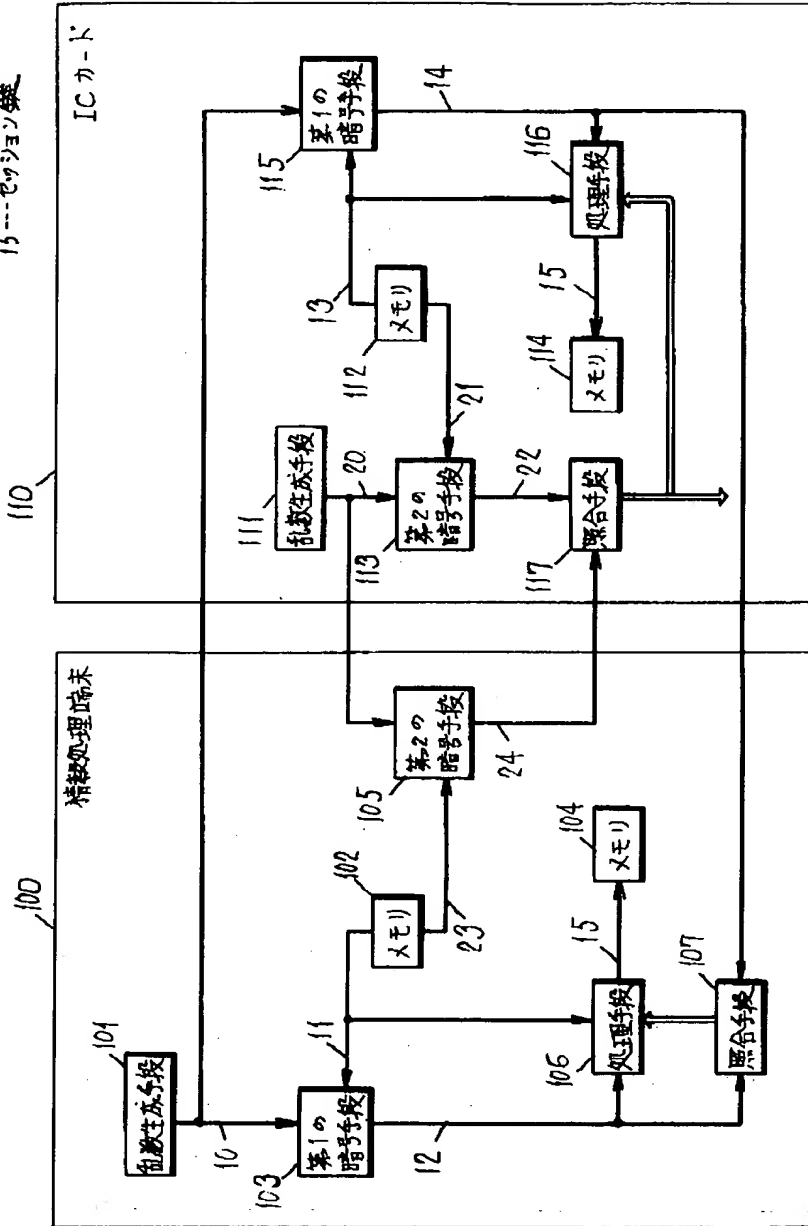 15---セッション鍵
110
ICカード
111
乱数生成手段
20
13
112
メモリ
21
第1の
暗号手段
115
14
第2の
暗号手段
113
22
照合手段
117
処理手段
116
15
メモリ
114
100
情報処理端末
101
乱数生成手段
10
第1の
暗号手段
103
12
11
102
メモリ
23
第2の
暗号手段
105
24
処理手段
106
15
メモリ
104
照合手段
107